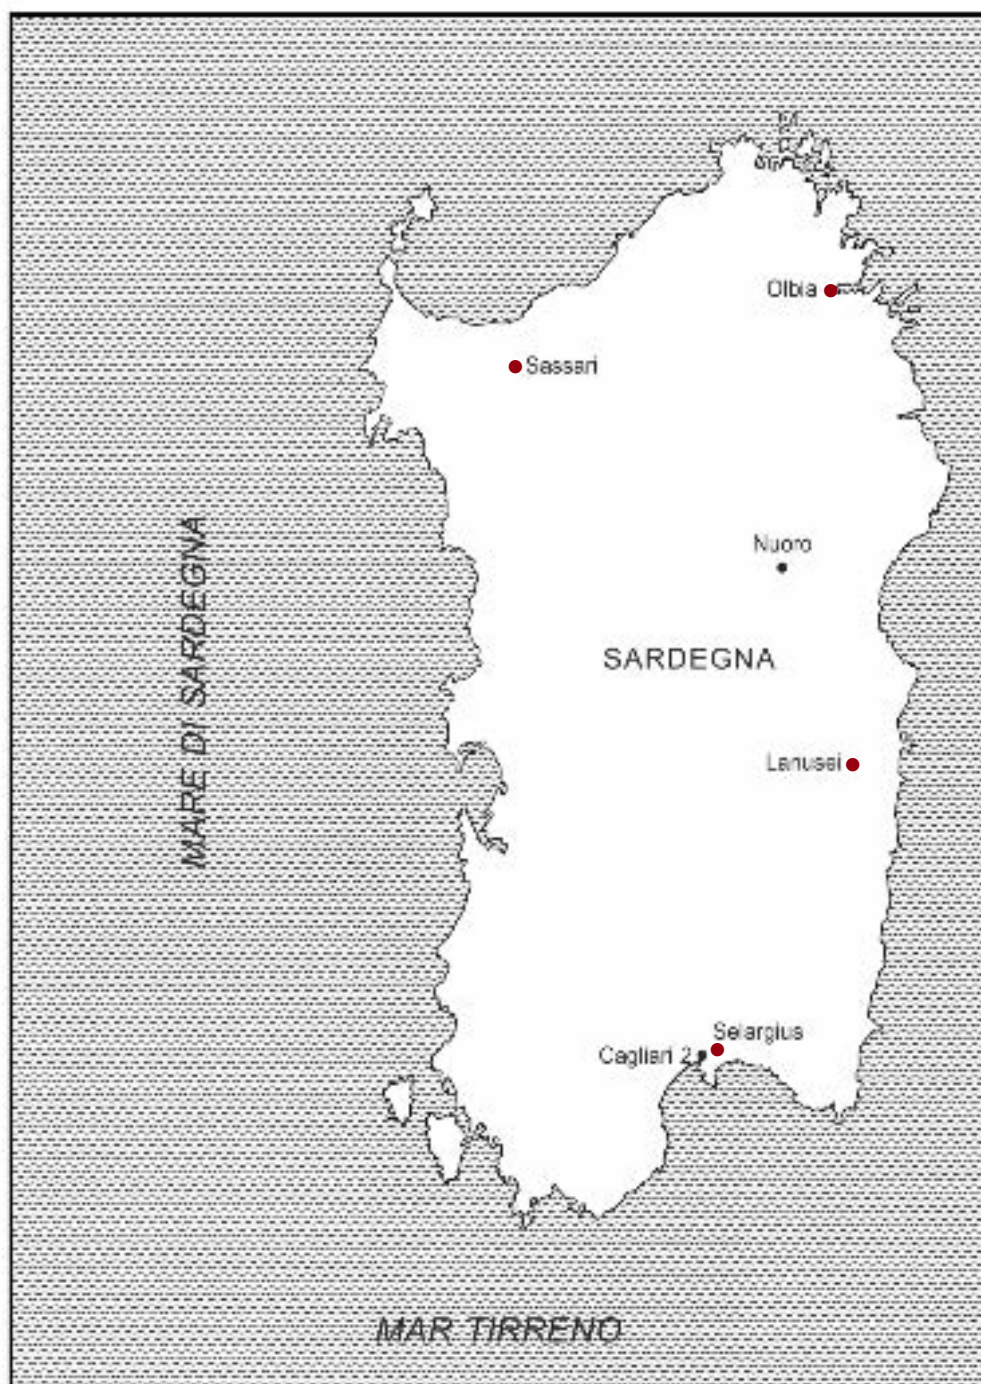 Olbia
Sassari
Nuoro
SARDEGNA
MARE DI SARDEGNA
Lanusei
Selargius
Cagliari 2
MAR TIRRENO